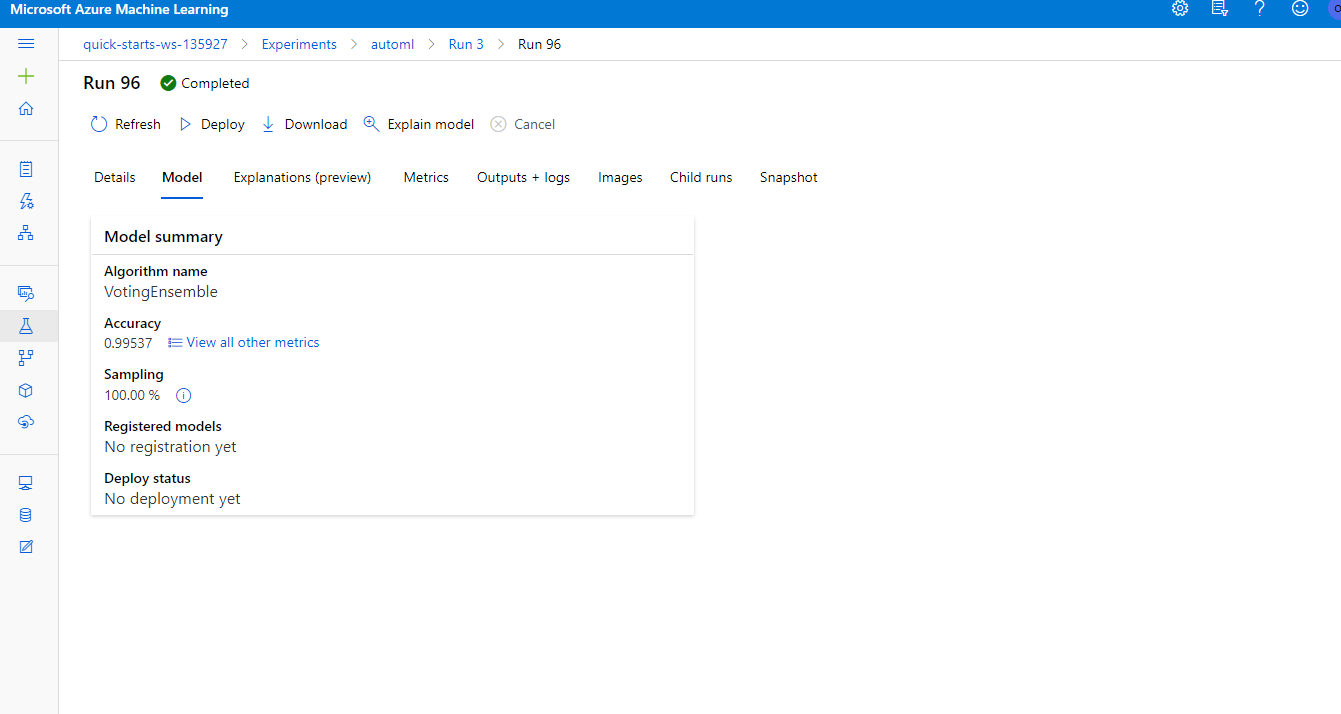 Microsoft Azure Machine Learning
quick-starts-ws-135927 > Experiments > automl > Run 3 > Run 96
Run 96 Completed
Refresh Deploy Download Explain model Cancel
Details Model Explanations (preview) Metrics Outputs + logs Images Child runs Snapshot
Model summary
Algorithm name
VotingEnsemble
Accuracy
0.99537 View all other metrics
Sampling
100.00 %
Registered models
No registration yet
Deploy status
No deployment yet